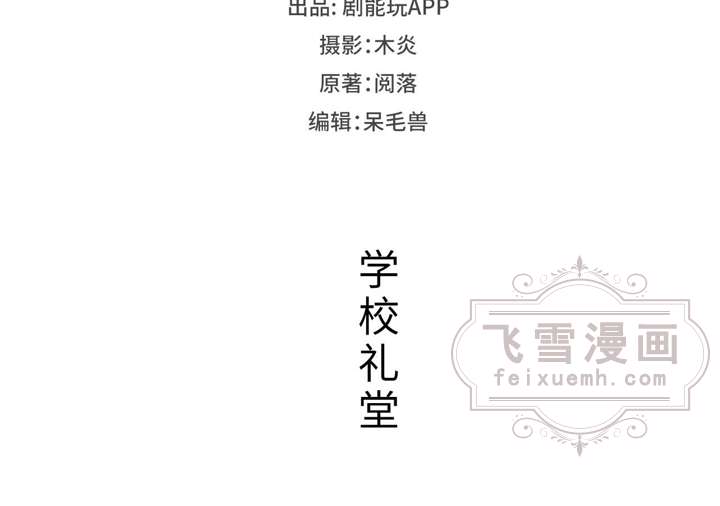 出品: 剧能玩APP
摄影:木炎
原著:阅落
编辑:呆毛兽
学校礼堂
飞雪漫画
feixuemh.com